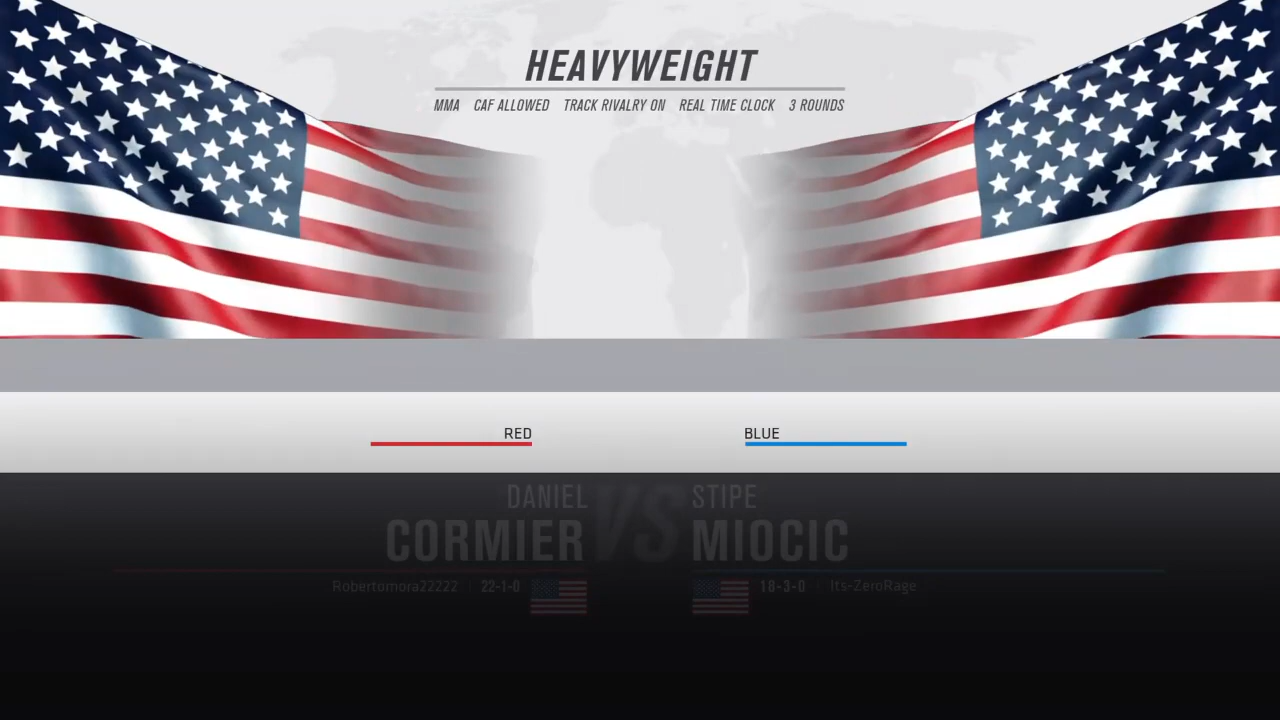 HEAVYWEIGHT
MMA CAF ALLOWED TRACK RIVALRY ON REAL TIME CLOCK 3 ROUNDS
RED BLUE
DANIEL VS STIPE
CORMIER MIOCIC
Robertomora22222 22-1-0 18-3-0 Its-ZeroRage